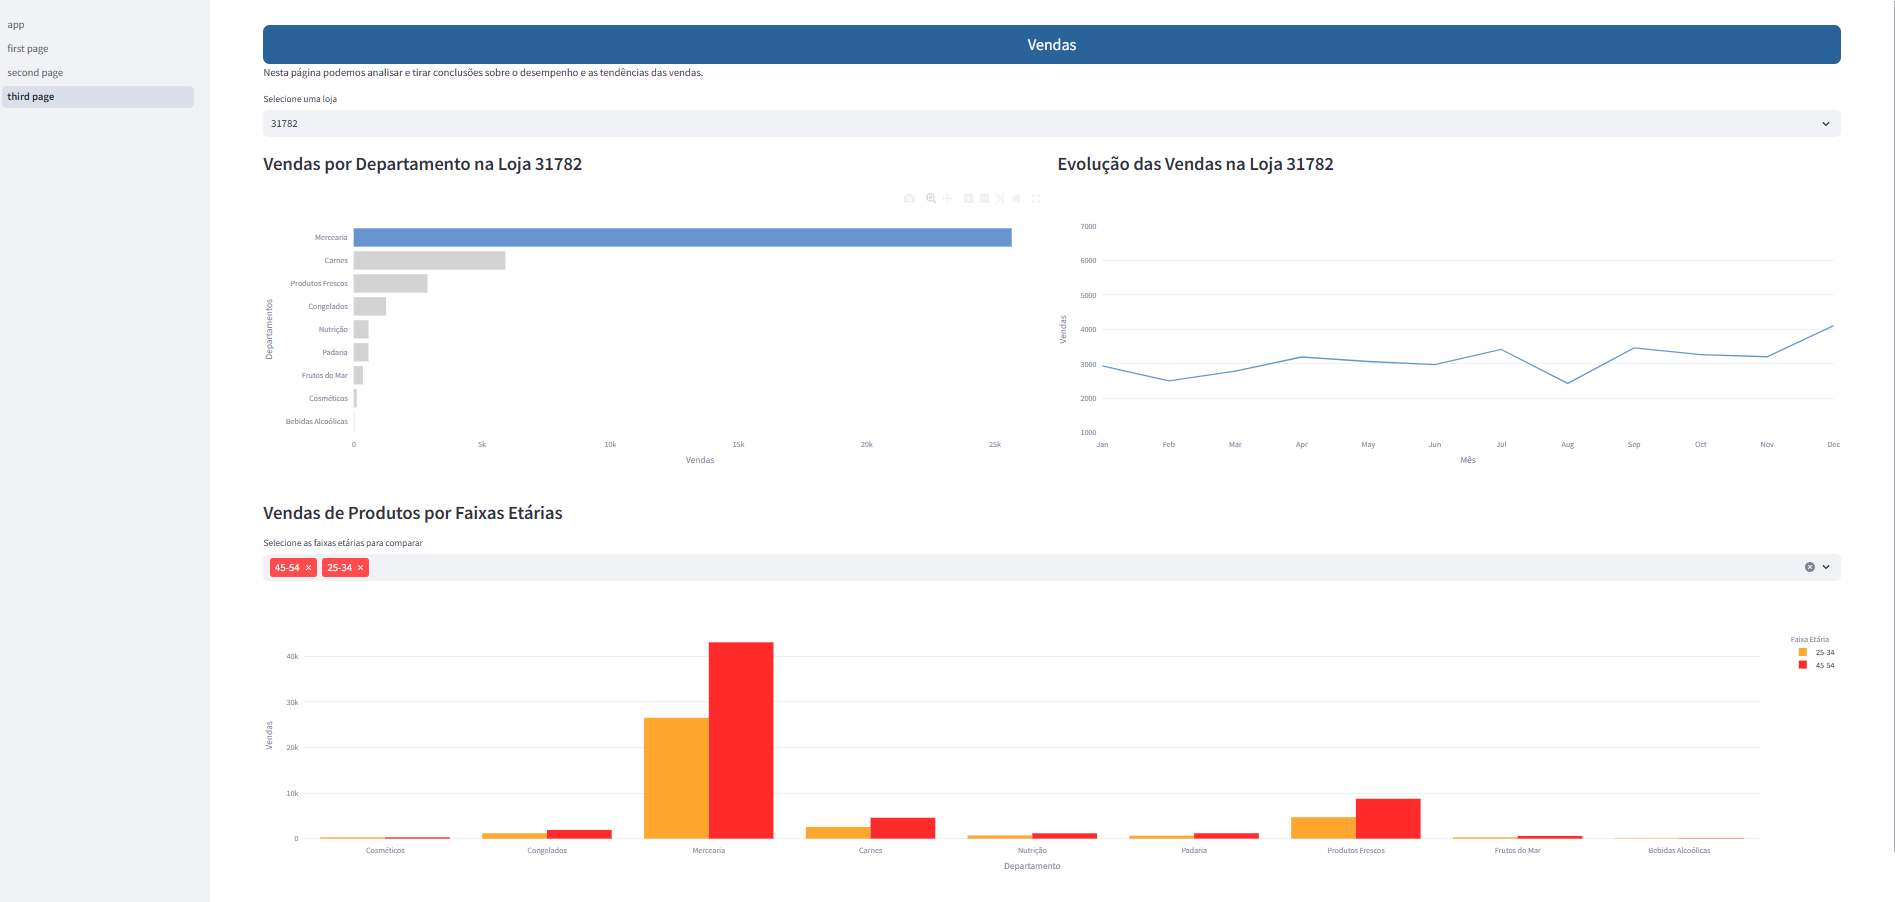 app
first page
second page
third page
Vendas
Nesta página podemos analisar e tirar conclusões sobre o desempenho e as tendências das vendas.
Selecione uma loja
31782
Vendas por Departamento na Loja 31782
Departamentos
Mercearia
Carnes
Produtos Frescos
Congelados
Nutrição
Padaria
Frutos do Mar
Cosméticos
Bebidas Alcoólicas
0 5k 10k 15k 20k 25k
Vendas
Evolução das Vendas na Loja 31782
Vendas
7000
6000
5000
4000
3000
2000
1000
Jan Feb Mar Apr May Jun Jul Aug Sep Oct Nov Dec
Mês
Vendas de Produtos por Faixas Etárias
Selecione as faixas etárias para comparar
45-54 × 25-34 ×
Vendas
40k
30k
20k
10k
0
Cosméticos Congelados Mercearia Carnes Nutrição Padaria Produtos Frescos Frutos do Mar Bebidas Alcoólicas
Departamento
Faixa Etária
25 34
45 54